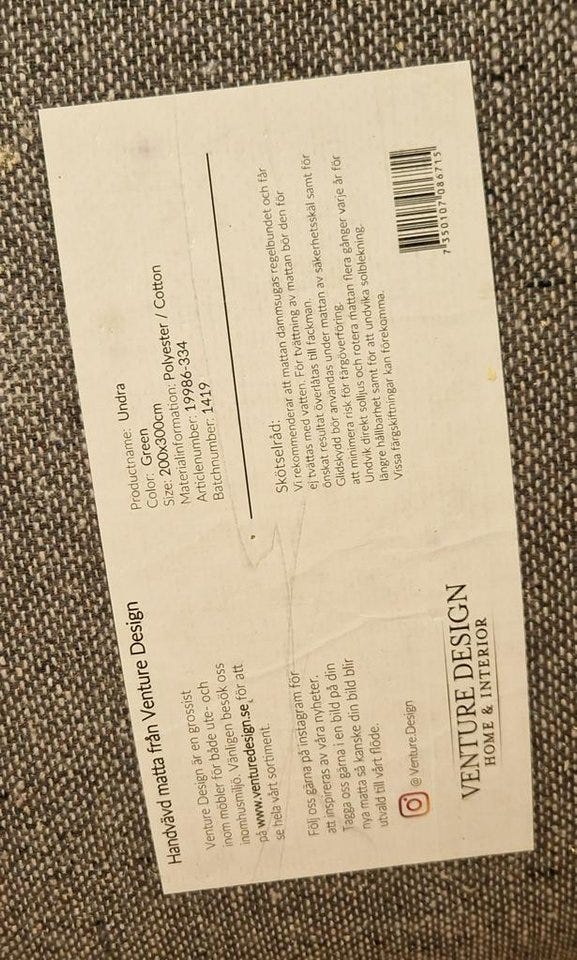 Handvävd matta från Venture Design
Venture Design är en grossist
inom möbler för både ute- och
inomhusmiljö. Vänligen besök oss
på www.venturedesign.se för att
se hela vårt sortiment.
Följ oss gärna på instagram för
att inspireras av våra nyheter.
Tagga oss gärna i en bild på din
nya matta så kanske din bild blir
utvald till vårt flöde.
@Venture.Design
VENTURE DESIGN
HOME & INTERIOR
Productname: Undra
Color: Green
Size: 200x300cm
Materialinformation: Polyester / Cotton
Articlenumber: 19986-334
Batchnumber: 1419
Skötselråd:
Vi rekommenderar att mattan dammsugas regelbundet och får
ej tvättas med vatten. För tvättning av mattan bör den för
önskat resultat överlåtas till fackman.
Glidskydd bör användas under mattan av säkerhetsskäl samt för
att minimera risk för färgöverföring.
Undvik direkt solljus och rotera mattan flera gånger varje år för
längre hållbarhet samt för att undvika solblekning.
Vissa färgskiftningar kan förekomma.
7 350107 086715